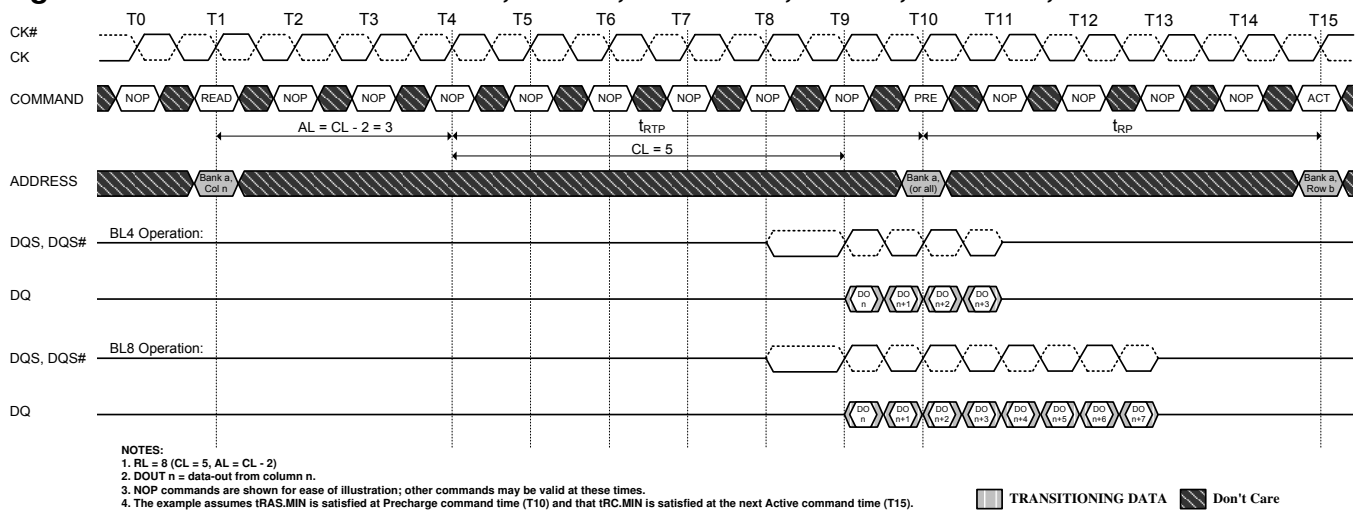 T0 T1 T2 T3 T4 T5 T6 T7 T8 T9 T10 T11 T12 T13 T14 T15
CK#
CK
COMMAND NOP READ NOP NOP NOP NOP NOP NOP NOP NOP PRE NOP NOP NOP NOP ACT
AL = CL - 2 = 3 tRTP tRP
CL = 5
ADDRESS Bank a, Col n Bank a, (or all) Bank a, Row b
DQS, DQS# BL4 Operation:
DQ DO n DO n+1 DO n+2 DO n+3
DQS, DQS# BL8 Operation:
DQ DO n DO n+1 DO n+2 DO n+3 DO n+4 DO n+5 DO n+6 DO n+7
NOTES:
1. RL = 8 (CL = 5, AL = CL - 2)
2. DOUT n = data-out from column n.
3. NOP commands are shown for ease of illustration; other commands may be valid at these times.
4. The example assumes tRAS.MIN is satisfied at Precharge command time (T10) and that tRC.MIN is satisfied at the next Active command time (T15).
TRANSITIONING DATA Don't Care